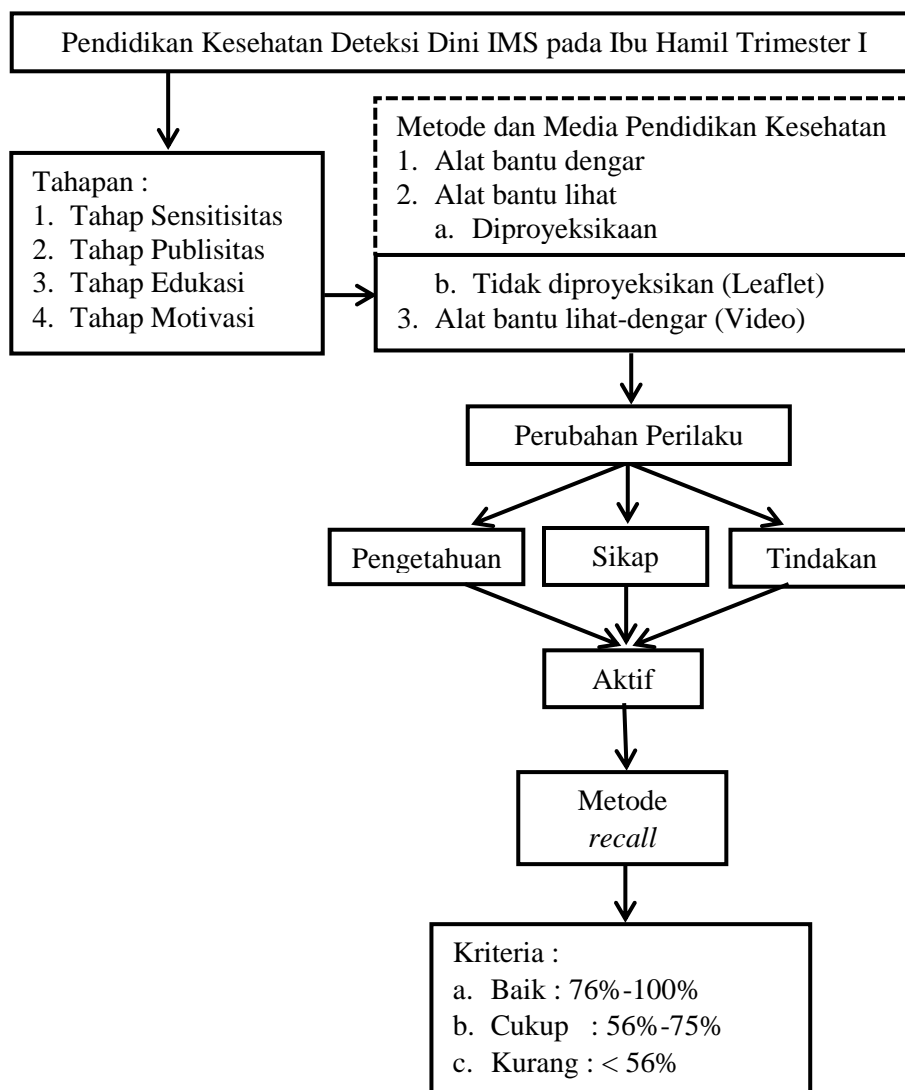 Pendidikan Kesehatan Deteksi Dini IMS pada Ibu Hamil Trimester I
Tahapan :
1. Tahap Sensitisitas
2. Tahap Publisitas
3. Tahap Edukasi
4. Tahap Motivasi
Metode dan Media Pendidikan Kesehatan
1. Alat bantu dengar
2. Alat bantu lihat
a. Diproyeksikaan
b. Tidak diproyeksikan (Leaflet)
3. Alat bantu lihat-dengar (Video)
Perubahan Perilaku
Pengetahuan
Sikap
Tindakan
Aktif
Metode
recall
Kriteria :
a. Baik : 76%-100%
b. Cukup : 56%-75%
c. Kurang : < 56%